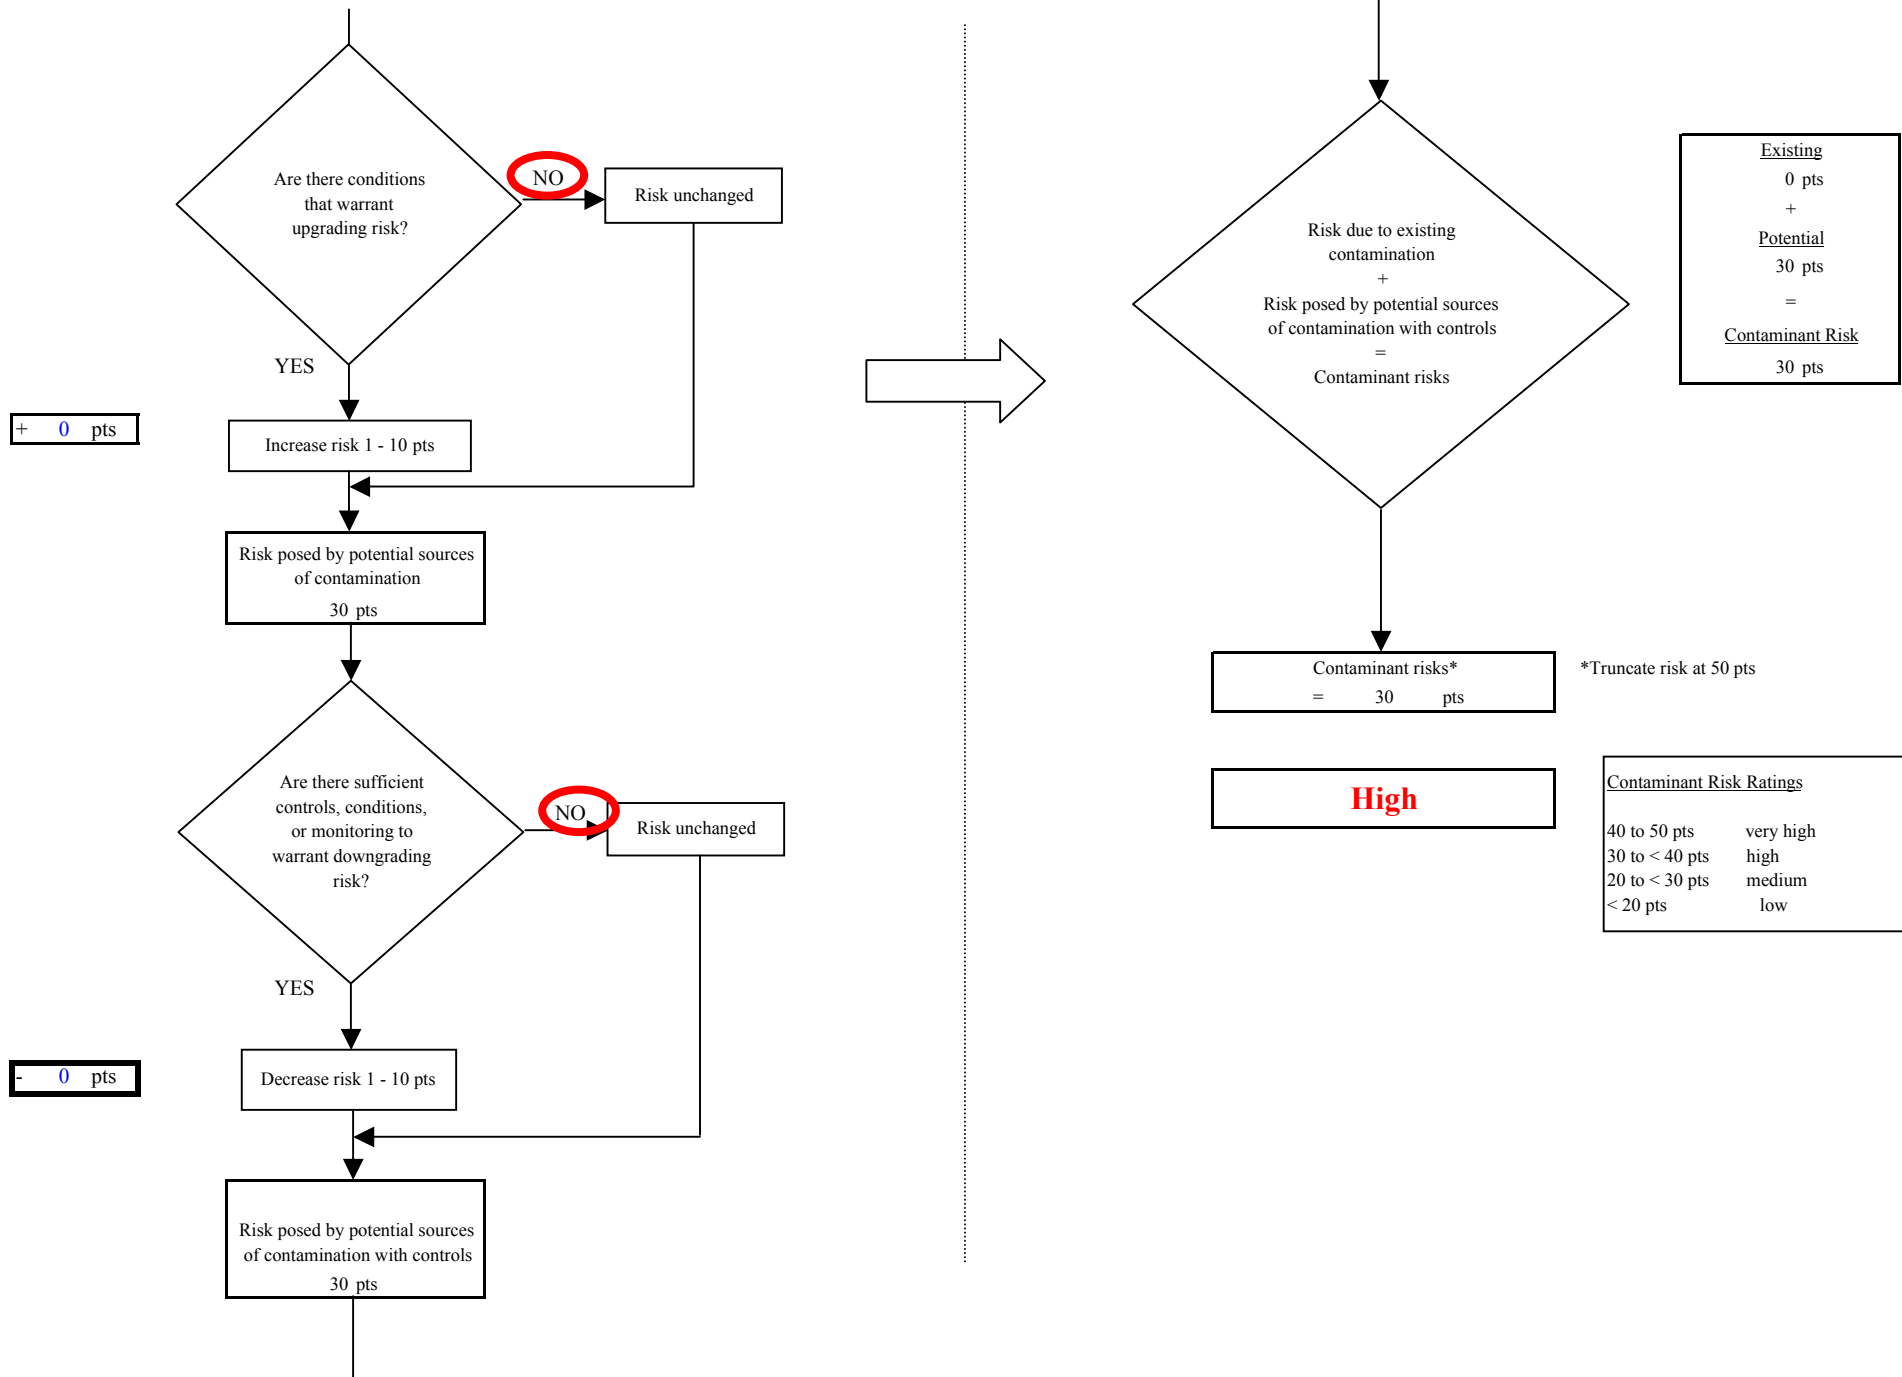 Are there conditions
that warrant
upgrading risk?
NO
Risk unchanged
YES
+ 0 pts
Increase risk 1 - 10 pts
Risk posed by potential sources
of contamination
30 pts
Are there sufficient
controls, conditions,
or monitoring to
warrant downgrading
risk?
NO
Risk unchanged
YES
- 0 pts
Decrease risk 1 - 10 pts
Risk posed by potential sources
of contamination with controls
30 pts
Risk due to existing
contamination
+
Risk posed by potential sources
of contamination with controls
=
Contaminant risks
Existing
0 pts
+
Potential
30 pts
=
Contaminant Risk
30 pts
Contaminant risks*
= 30 pts
*Truncate risk at 50 pts
High
Contaminant Risk Ratings
40 to 50 pts very high
30 to < 40 pts high
20 to < 30 pts medium
< 20 pts low